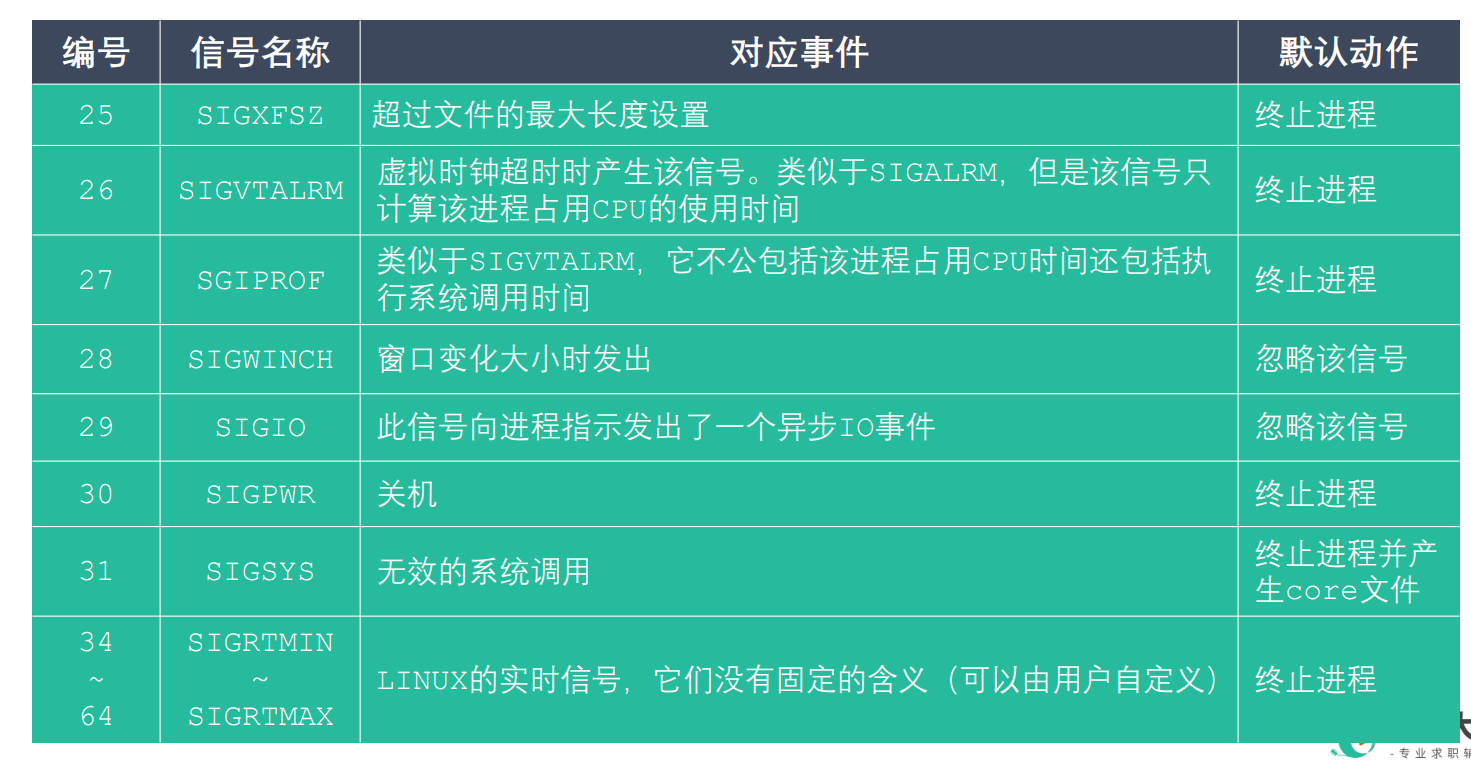 编号 信号名称 对应事件 默认动作
25 SIGXFSZ 超过文件的最大长度设置 终止进程
26 SIGVTALRM 虚拟时钟超时时产生该信号。类似于SIGALRM，但是该信号只
计算该进程占用CPU的使用时间 终止进程
27 SGIPROF 类似于SIGVTALRM，它不公包括该进程占用CPU时间还包括执
行系统调用时间 终止进程
28 SIGWINCH 窗口变化大小时发出 忽略该信号
29 SIGIO 此信号向进程指示发出了一个异步IO事件 忽略该信号
30 SIGPWR 关机 终止进程
31 SIGSYS 无效的系统调用 终止进程并产
生core文件
34
~
64
SIGRTMIN
~
SIGRTMAX
LINUX的实时信号，它们没有固定的含义（可以由用户自定义） 终止进程
-专业求职